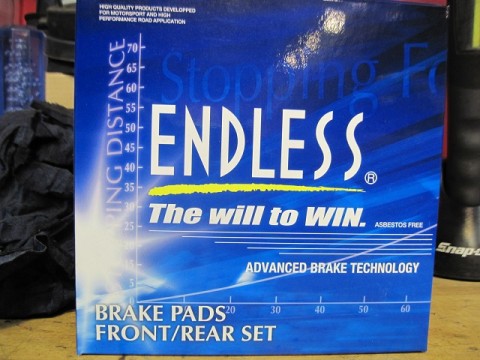 HIGH QUALITY PRODUCTS DEVELOPPED
FOR MOTORSPORT AND HIGH
PERFORMANCE ROAD APPLICATION
Stopping
DISTANCE
70
65
60
55
50
45
40
35
30
25
ENDLESS®
The will to WIN.
ASBESTOS FREE
ADVANCED BRAKE TECHNOLOGY
BRAKE PADS
FRONT/REAR SET
20
30
40
50
60
Snap-on